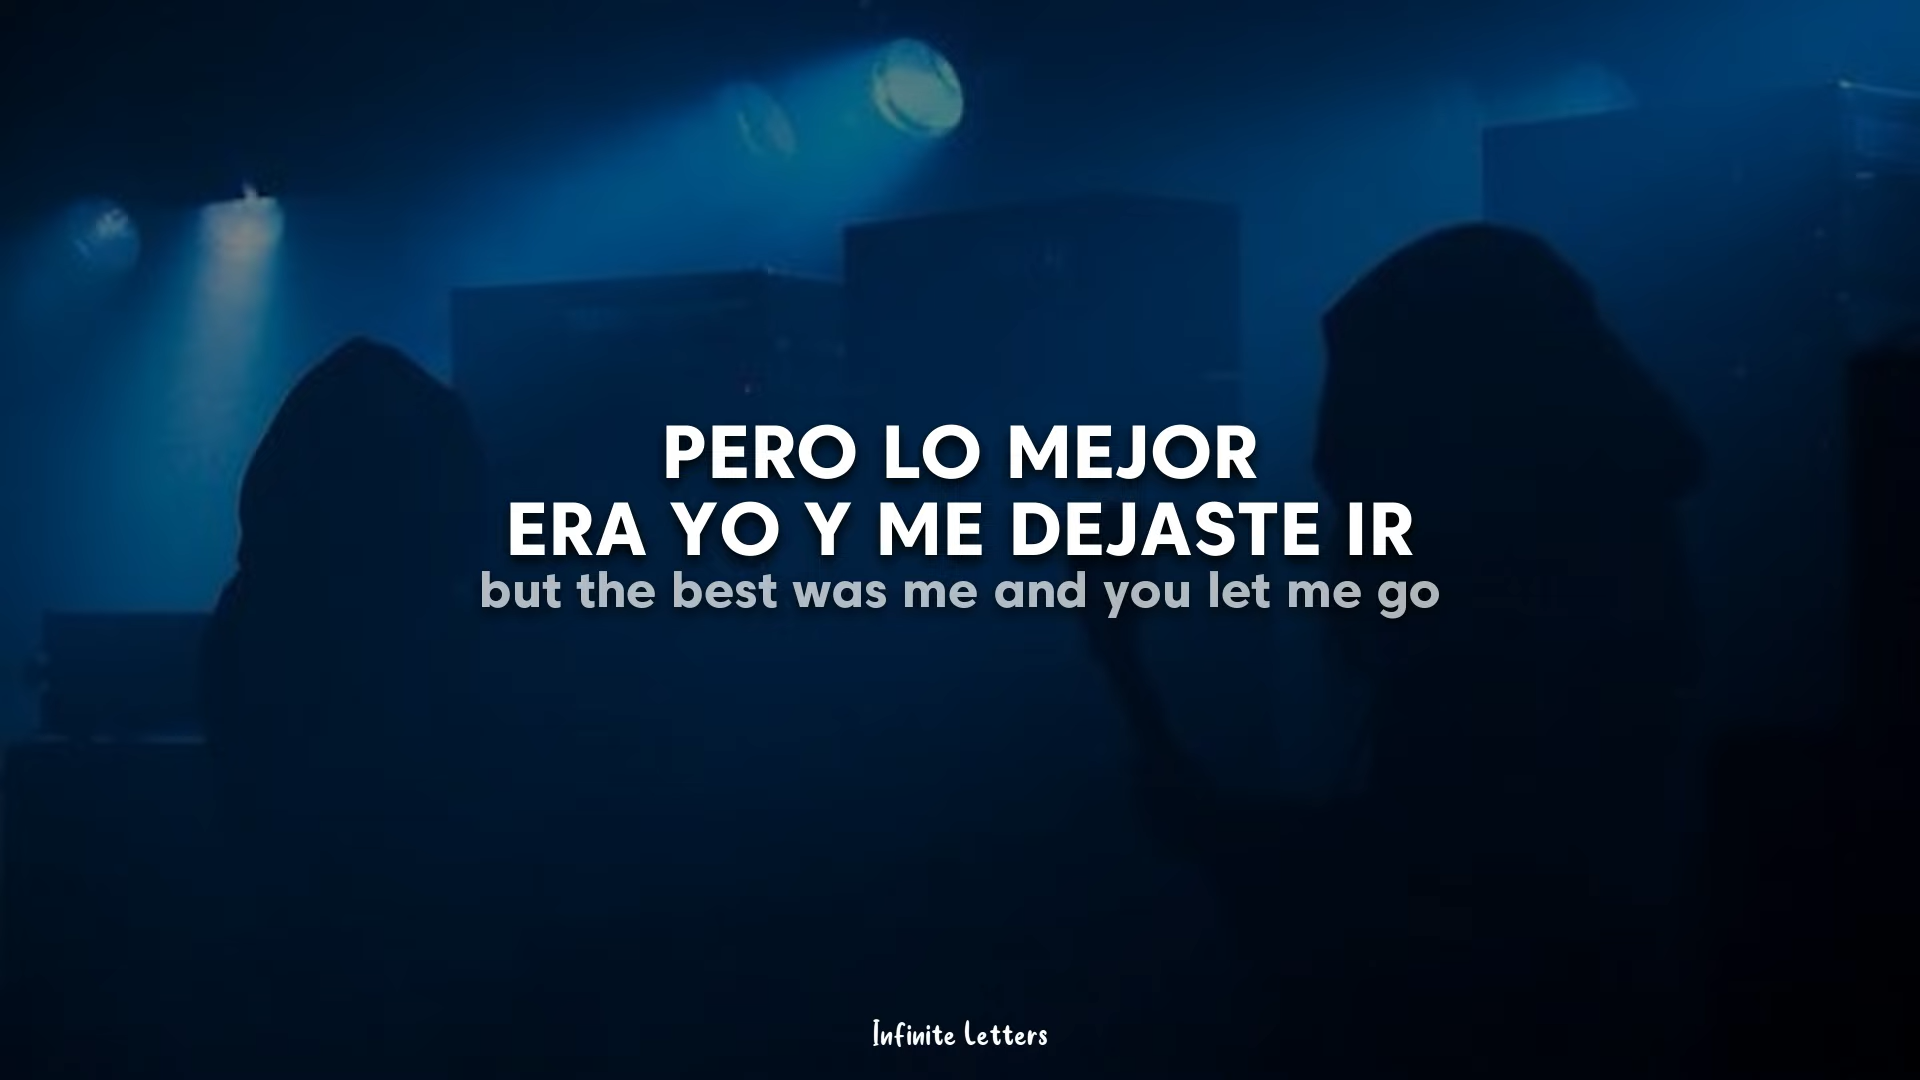 PERO LO MEJOR
ERA YO Y ME DEJASTE IR
but the best was me and you let me go
Infinite Letters